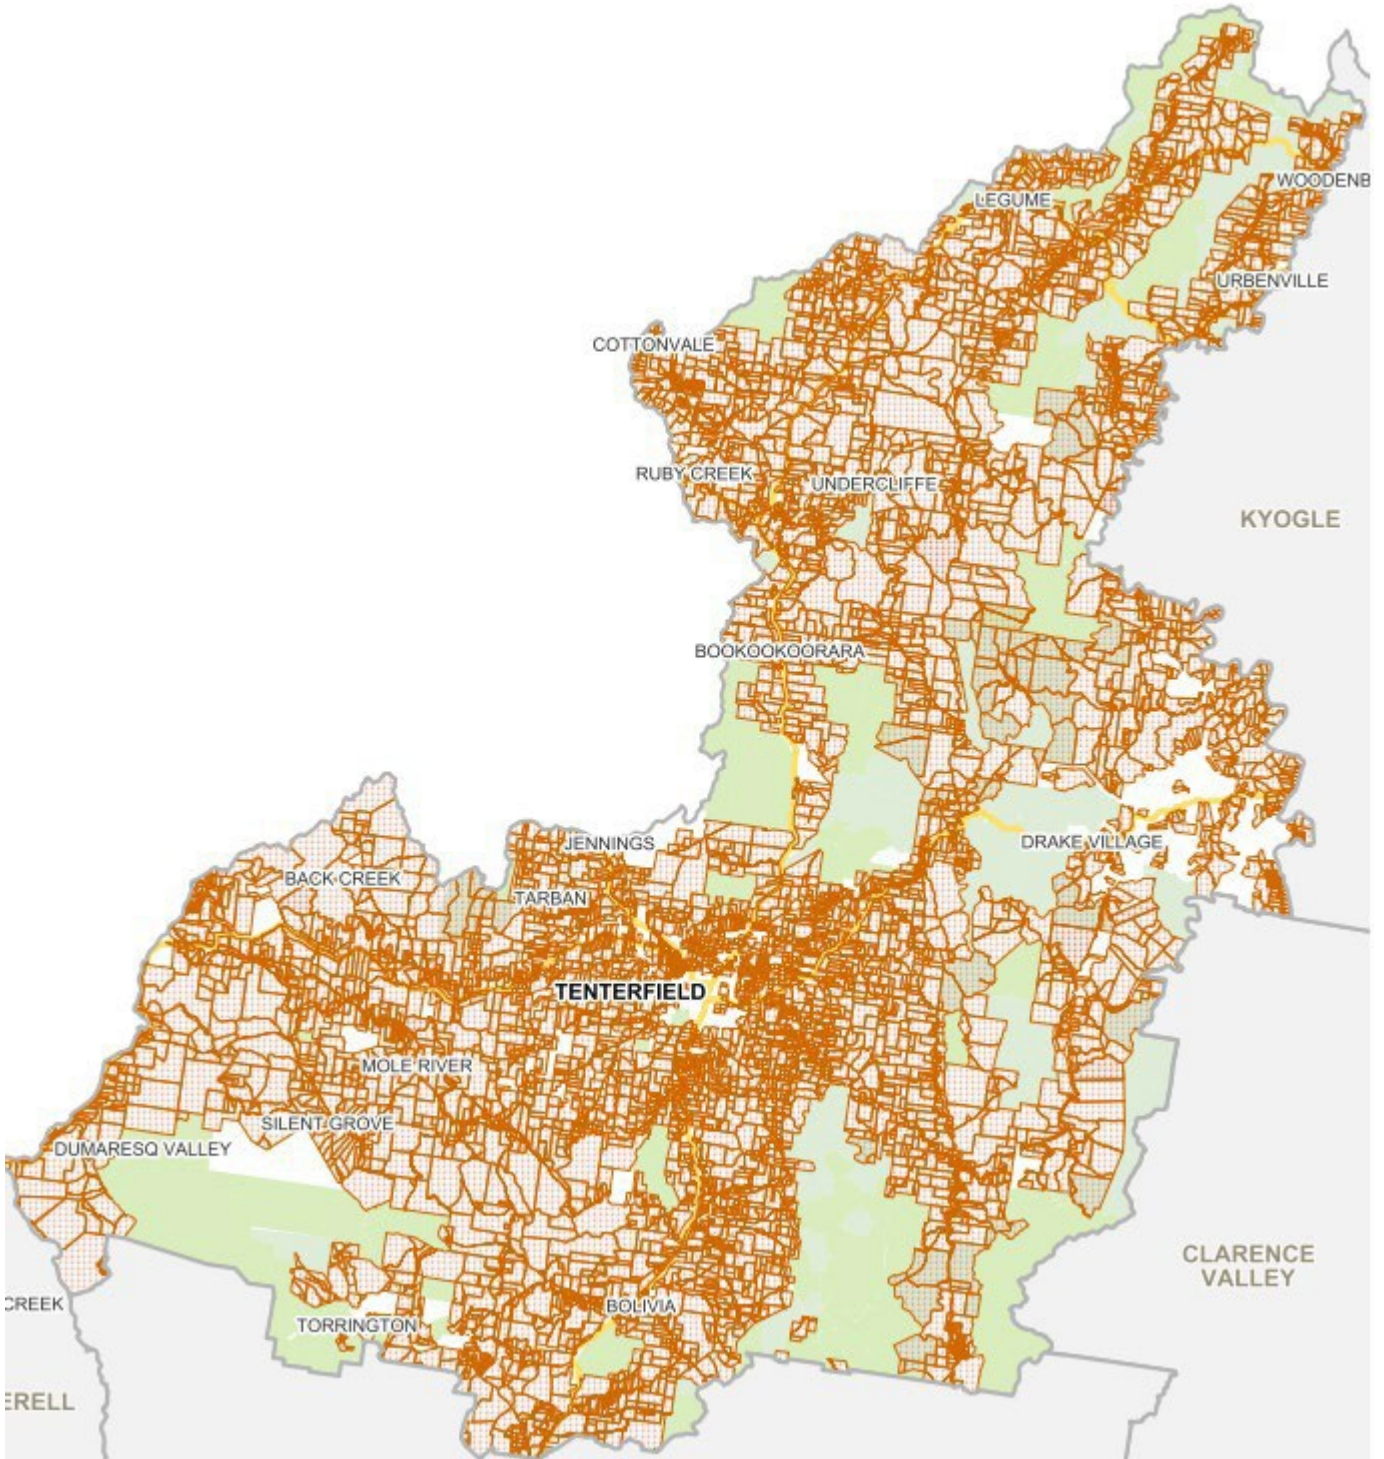 WOODENB
LEGUME
URBENVILLE
COTTONVALE
RUBY CREEK
UNDERCLIFFE
KYOGLE
BOOKOOKOORARA
JENNINGS
DRAKE VILLAGE
BACK CREEK
TARBAN
TENTERFIELD
MOLE RIVER
SILENT GROVE
DUMARESQ VALLEY
CLARENCE
VALLEY
CREEK
BOLIVIA
TORRINGTON
ERELL